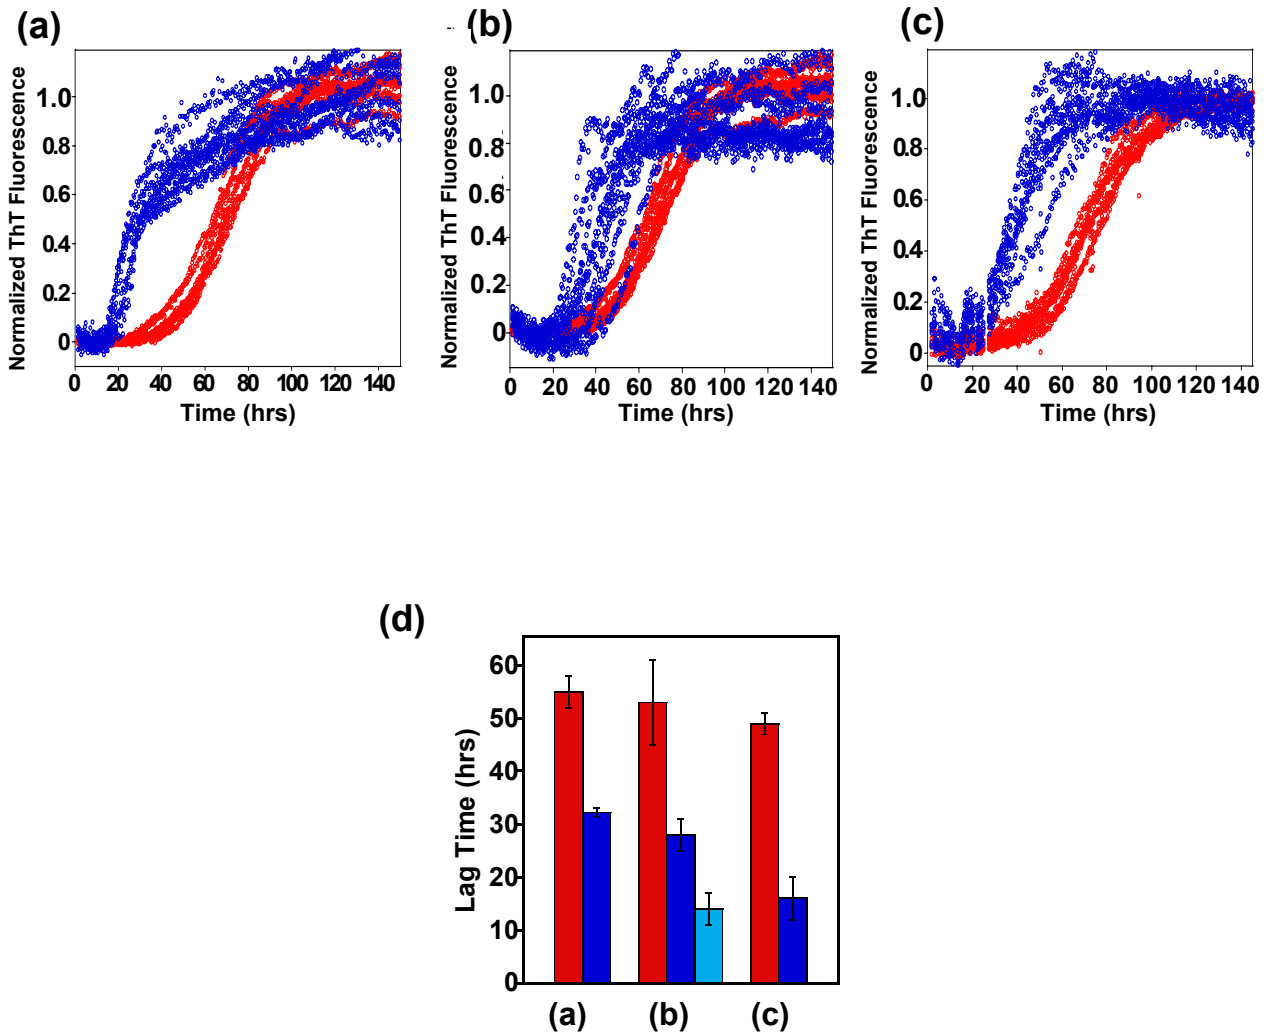 (a)
Normalized ThT Fluorescence
1.0
0.8
0.6
0.4
0.2
0
0 20 40 60 80 100 120 140
Time (hrs)
(b)
Normalized ThT Fluorescence
1.0
0.8
0.6
0.4
0.2
0
0 20 40 60 80 100 120 140
Time (hrs)
(c)
Normalized ThT Fluorescence
1.0
0.8
0.6
0.4
0.2
0
0 20 40 60 80 100 120 140
Time (hrs)
(d)
Lag Time (hrs)
60
50
40
30
20
10
0
(a) (b) (c)